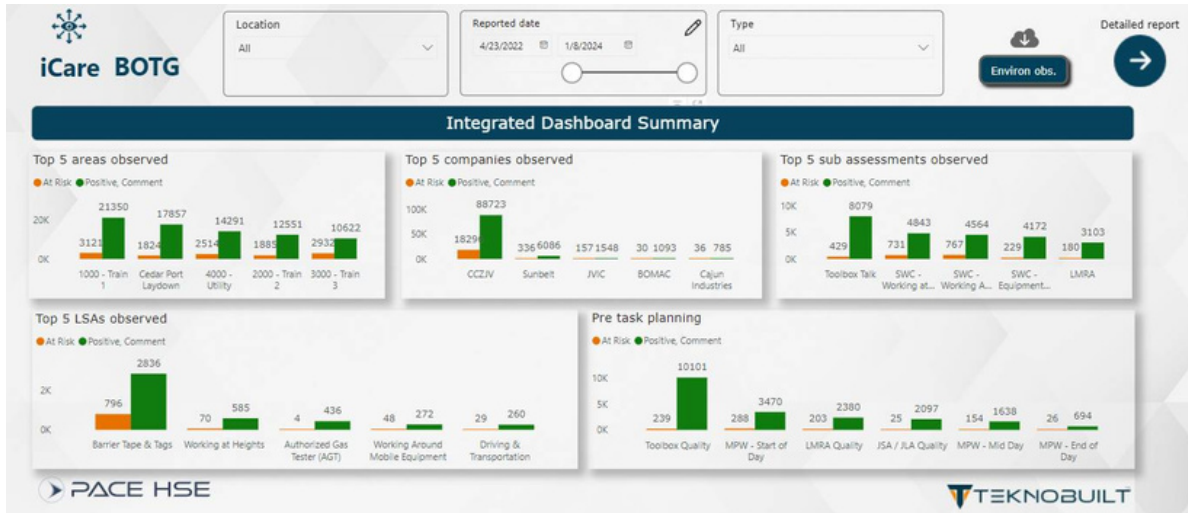 iCare BOTG
Location
All
Reported date
4/23/2022 1/8/2024
Type
All
Environ obs.
Detailed report
Integrated Dashboard Summary
Top 5 areas observed
At Risk Positive, Comment
20K
0K
3121 21350
1824 17857
2514 14291
1885 12551
2932 10622
1000 - Train 1
Cedar Port Laydown
4000 - Utility
2000 - Train 2
3000 - Train 3
Top 5 companies observed
At Risk Positive, Comment
100K
50K
0K
1829 88723
336 6086
157 1548
30 1093
36 785
CCZJV
Sunbelt
JVIC
BOMAC
Cajun Industries
Top 5 sub assessments observed
At Risk Positive, Comment
10K
5K
0K
429 8079
731 4843
767 4564
229 4172
180 3103
Toolbox Talk
SWC - Working at...
SWC - Working A...
SWC - Equipment...
LMRA
Top 5 LSAs observed
At Risk Positive, Comment
2K
0K
796 2836
70 585
4 436
48 272
29 260
Barrier Tape & Tags
Working at Heights
Authorized Gas Tester (AGT)
Working Around Mobile Equipment
Driving & Transportation
Pre task planning
At Risk Positive, Comment
10K
5K
0K
239 10101
288 3470
203 2380
25 2097
154 1638
26 694
Toolbox Quality
MPW - Start of Day
LMRA Quality
JSA / JLA Quality
MPW - Mid Day
MPW - End of Day
PACE HSE
TEKNOBUILT